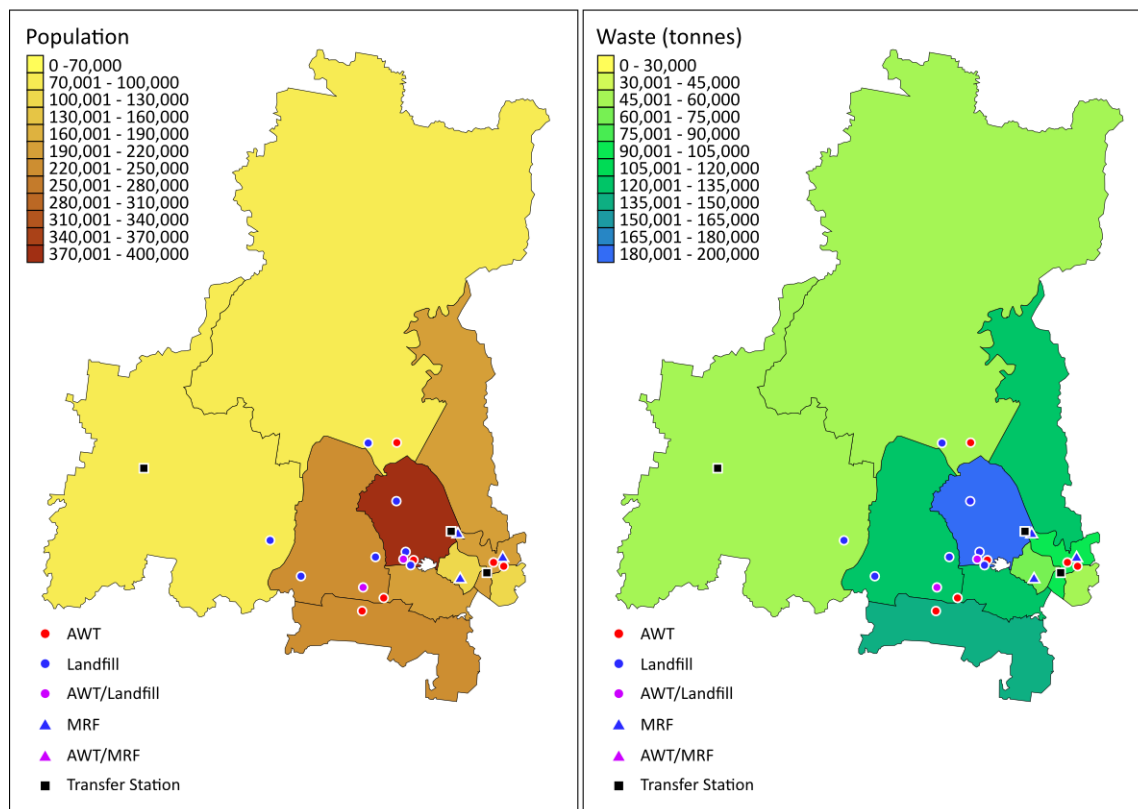 Population
0 -70,000
70,001 - 100,000
100,001 - 130,000
130,001 - 160,000
160,001 - 190,000
190,001 - 220,000
220,001 - 250,000
250,001 - 280,000
280,001 - 310,000
310,001 - 340,000
340,001 - 370,000
370,001 - 400,000
AWT
Landfill
AWT/Landfill
MRF
AWT/MRF
Transfer Station
Waste (tonnes)
0 - 30,000
30,001 - 45,000
45,001 - 60,000
60,001 - 75,000
75,001 - 90,000
90,001 - 105,000
105,001 - 120,000
120,001 - 135,000
135,001 - 150,000
150,001 - 165,000
165,001 - 180,000
180,001 - 200,000
AWT
Landfill
AWT/Landfill
MRF
AWT/MRF
Transfer Station